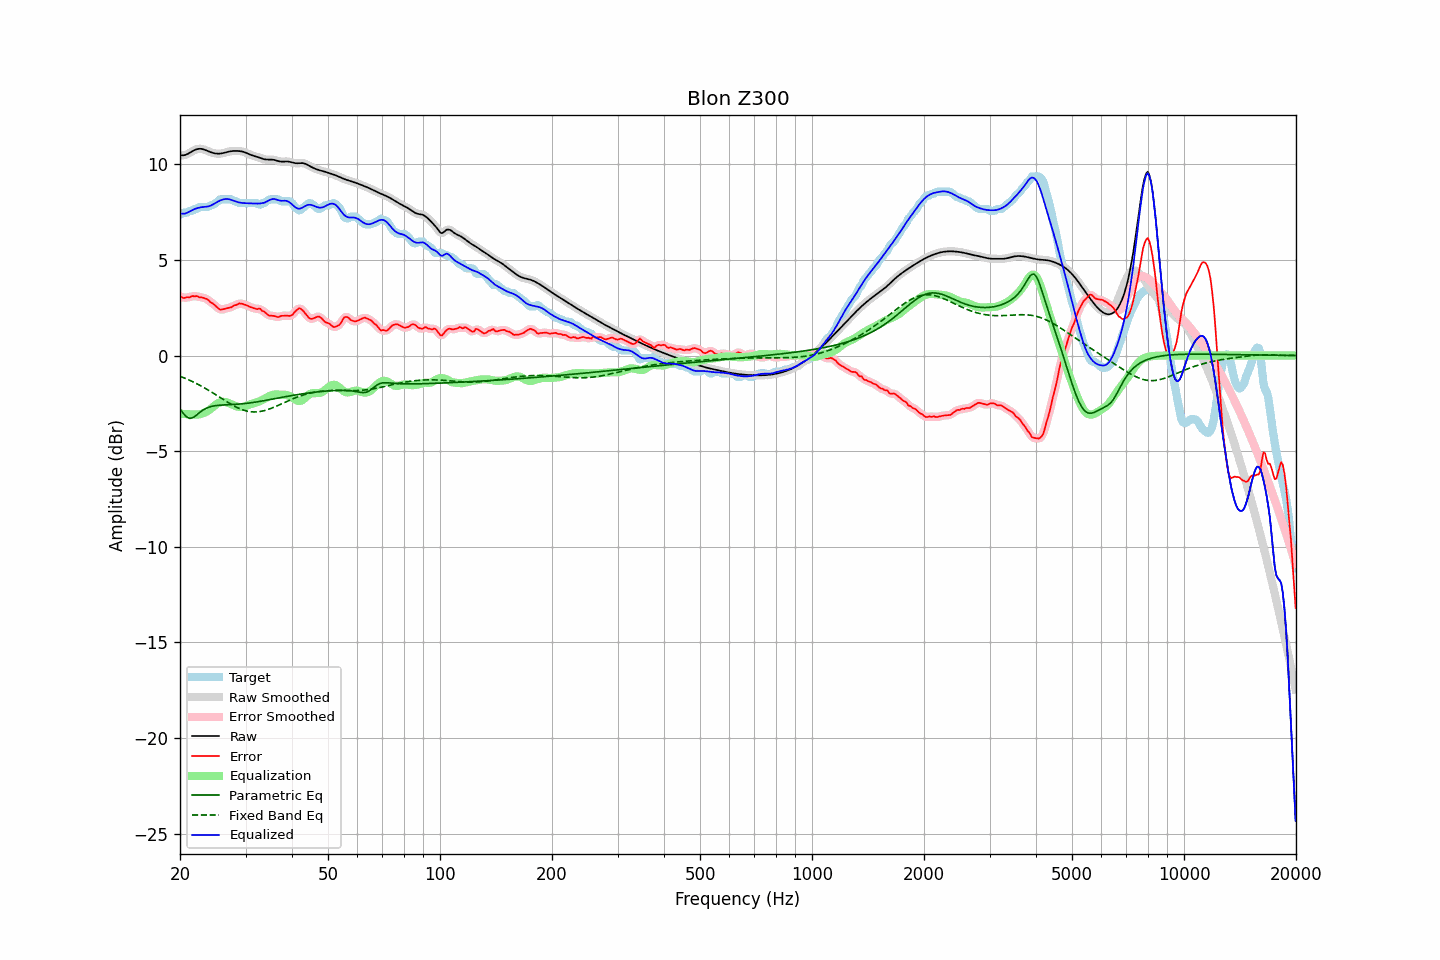 Blon Z300
Amplitude (dBr)
10
5
0
−5
−10
−15
−20
−25
Target
Raw Smoothed
Error Smoothed
Raw
Error
Equalization
Parametric Eq
Fixed Band Eq
Equalized
20 50 100 200 500 1000 2000 5000 10000 20000
Frequency (Hz)